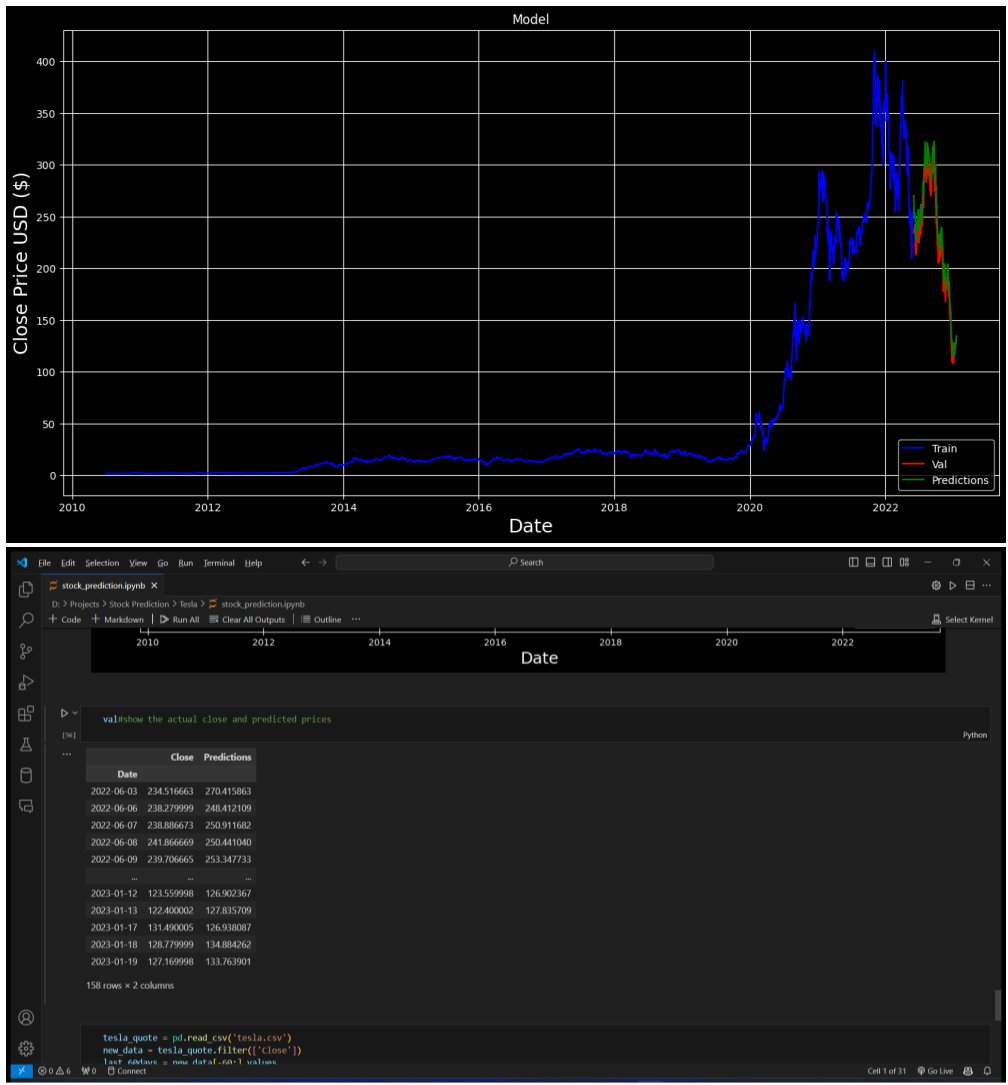 Model
400
350
300
250
200
150
100
50
0
Close Price USD ($)
2010 2012 2014 2016 2018 2020 2022
Date
Train
Val
Predictions
File Edit Selection View Go Run Terminal Help Search
stock_prediction.ipynb
D: > Projects > Stock Prediction > Tesla > stock_prediction.ipynb
+ Code + Markdown Run All Clear All Outputs Outline ... Select Kernel
2010 2012 2014 2016 2018 2020 2022
Date
val#show the actual close and predicted prices
[56] Python
Close Predictions
Date
2022-06-03 234.516663 270.415863
2022-06-06 238.279999 248.412109
2022-06-07 238.886673 250.911682
2022-06-08 241.866669 250.441040
2022-06-09 239.706665 253.347733
... ... ...
2023-01-12 123.559998 126.902367
2023-01-13 122.400002 127.835709
2023-01-17 131.490005 126.938087
2023-01-18 128.779999 134.884262
2023-01-19 127.169998 133.763901
158 rows × 2 columns
tesla_quote = pd.read_csv('tesla.csv')
new_data = tesla_quote.filter(['Close'])
last_60days = new_data[-60:].values
0 6 0 Connect Cell 1 of 31 Go Live